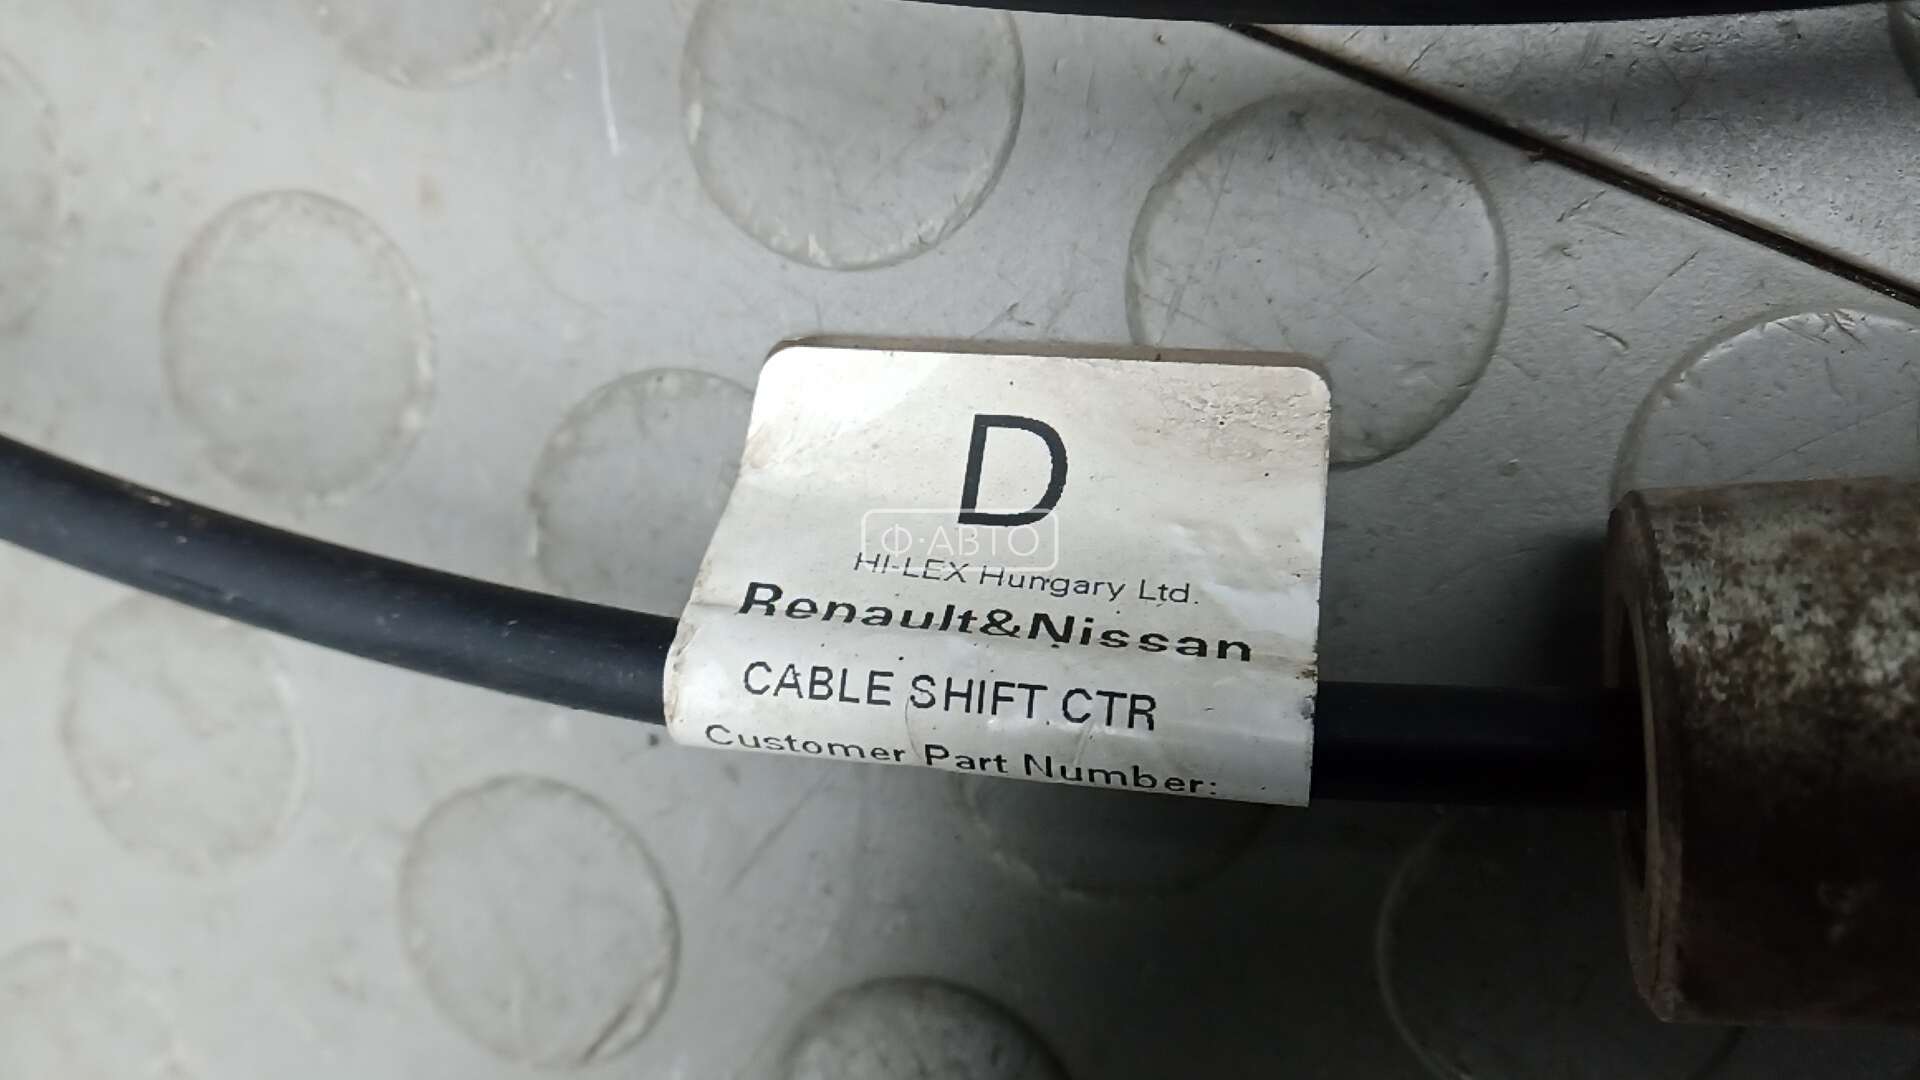 D
Ф·АВТО
HI-LEX Hungary Ltd.
Renault&Nissan
CABLE SHIFT CTR
Customer Part Number: